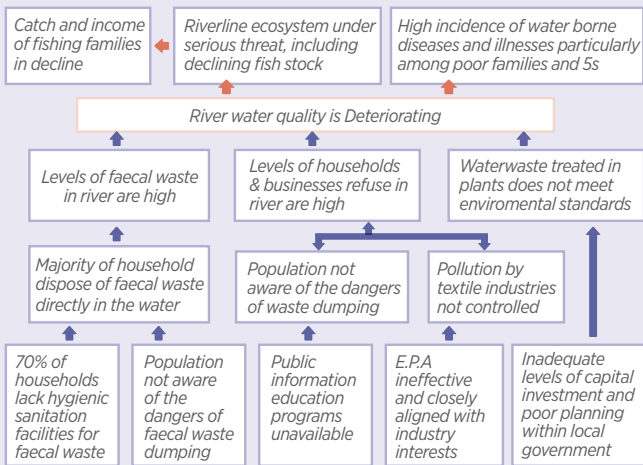 Catch and income
of fishing families
in decline
Riverline ecosystem under
serious threat, including
declining fish stock
High incidence of water borne
diseases and illnesses particularly
among poor families and 5s
River water quality is Deteriorating
Levels of faecal waste
in river are high
Levels of households
& businesses refuse in
river are high
Waterwaste treated in
plants does not meet
enviromental standards
Majority of household
dispose of faecal waste
directly in the water
Population not
aware of the dangers
of waste dumping
Pollution by
textile industries
not controlled
70% of
households
lack hygienic
sanitation
facilities for
faecal waste
Population
not aware
of the
dangers of
faecal waste
dumping
Public
information
education
programs
unavailable
E.P.A
ineffective
and closely
aligned with
industry
interests
Inadequate
levels of capital
investment and
poor planning
within local
government